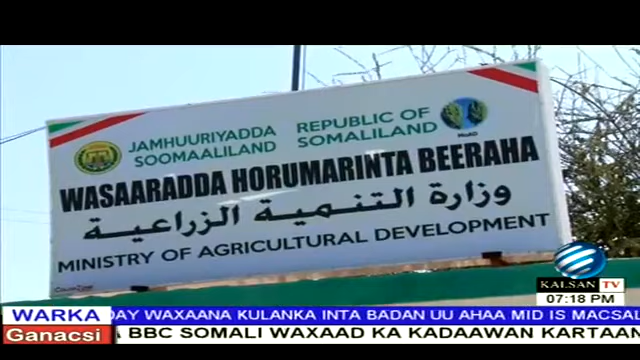 JAMHUURIYADDA
SOOMAALILAND
REPUBLIC OF
SOMALILAND
MoAD
WASAARADDA HORUMARINTA BEERAHA
وزارة التنمية الزراعية
MINISTRY OF AGRICULTURAL DEVELOPMENT
KALSAN TV
07:18 PM
WARKA DAY WAXAANA KULANKA INTA BADAN UU AHAA MID IS MACSAL
Ganacsi A BBC SOMALI WAXAAD KA KADAAWAN KARTAAN